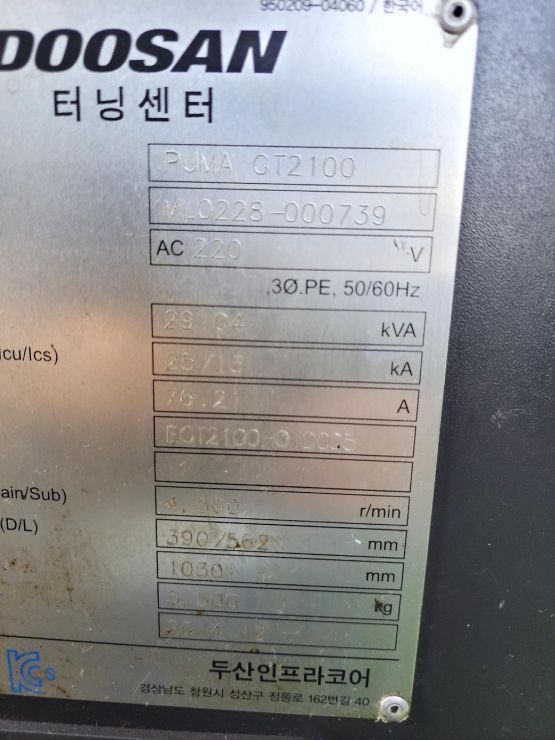 950209-04060 / 한국어
DOOSAN
터닝센터
PUMA GT2100
ML0228-000739
AC 220 V
,3Ø.PE, 50/60Hz
29.04 kVA
icu/Ics) 25/13 kA
76.21 A
ain/Sub) 4,500 r/min
(D/L) 390/562 mm
1030 mm
3,500 kg
두산인프라코어
경상남도 창원시 성산구 정동로 162번길 40